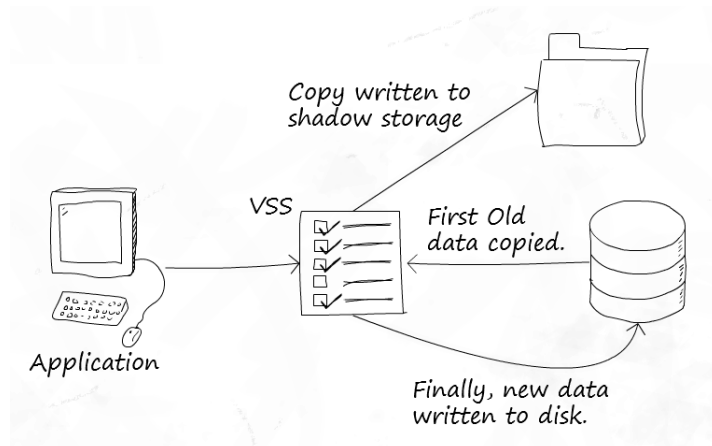 Copy written to
shadow storage
VSS
First Old
data copied.
Application
Finally, new data
written to disk.